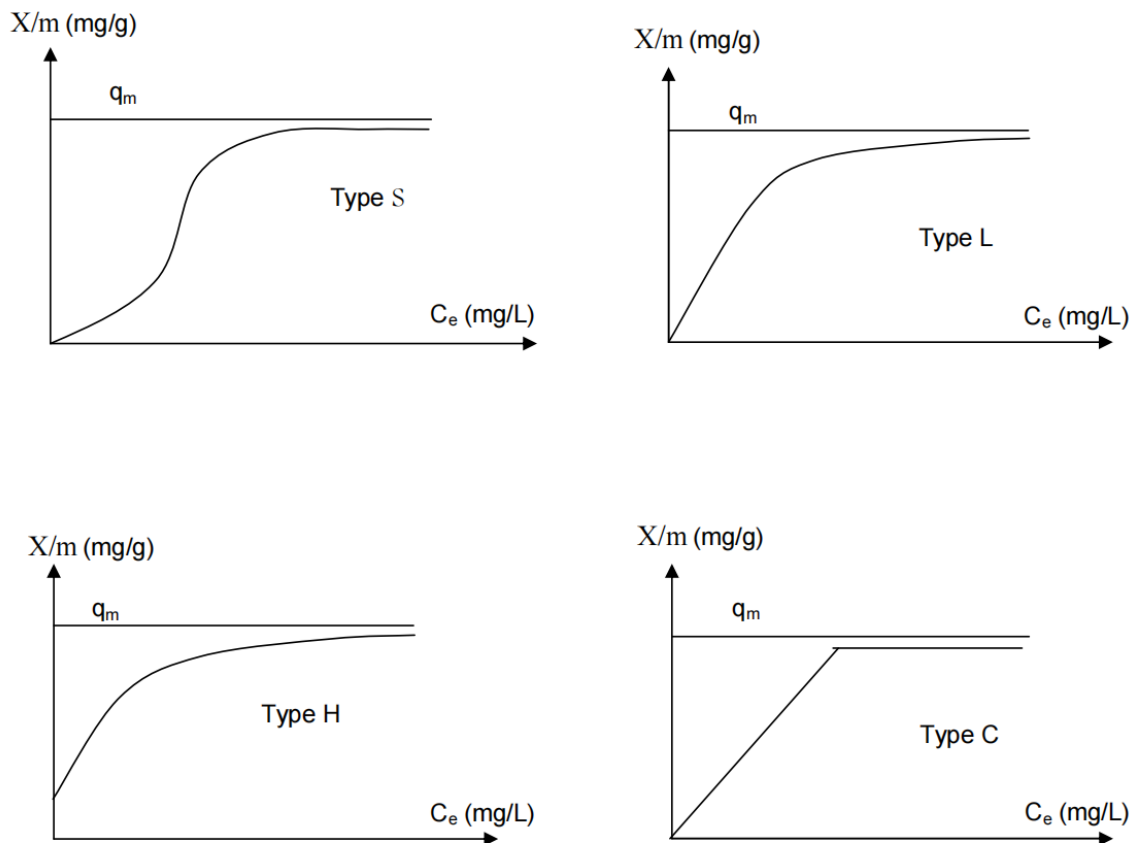 X/m (mg/g)
qm
Type S
Ce (mg/L)
X/m (mg/g)
qm
Type L
Ce (mg/L)
X/m (mg/g)
qm
Type H
Ce (mg/L)
X/m (mg/g)
qm
Type C
Ce (mg/L)